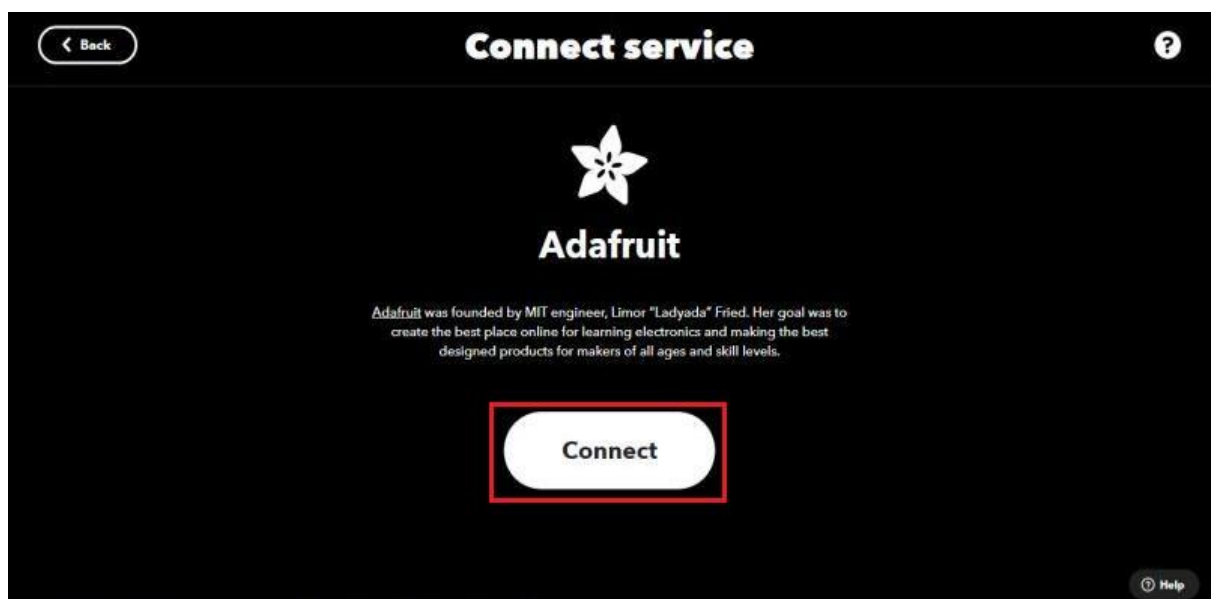 Back
Connect service
?
Adafruit
Adafruit was founded by MIT engineer, Limor "Ladyada" Fried. Her goal was to
create the best place online for learning electronics and making the best
designed products for makers of all ages and skill levels.
Connect
? Help